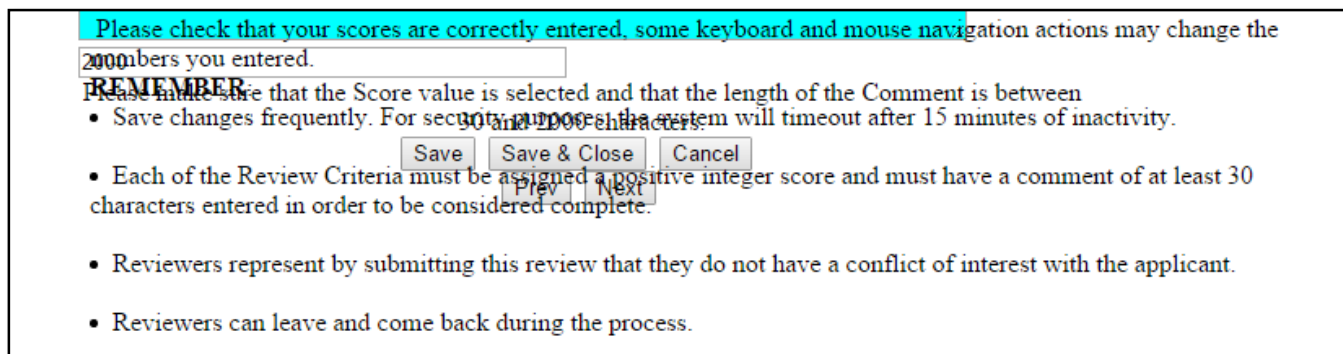 Please check that your scores are correctly entered, some keyboard and mouse navigation actions may change the
numbers you entered.
2000
REMEMBER:
Please make sure that the Score value is selected and that the length of the Comment is between
30 and 2000 characters.
• Save changes frequently. For security purposes, the system will timeout after 15 minutes of inactivity.
Save Save & Close Cancel
• Each of the Review Criteria must be assigned a positive integer score and must have a comment of at least 30
Prev Next
characters entered in order to be considered complete.
• Reviewers represent by submitting this review that they do not have a conflict of interest with the applicant.
• Reviewers can leave and come back during the process.